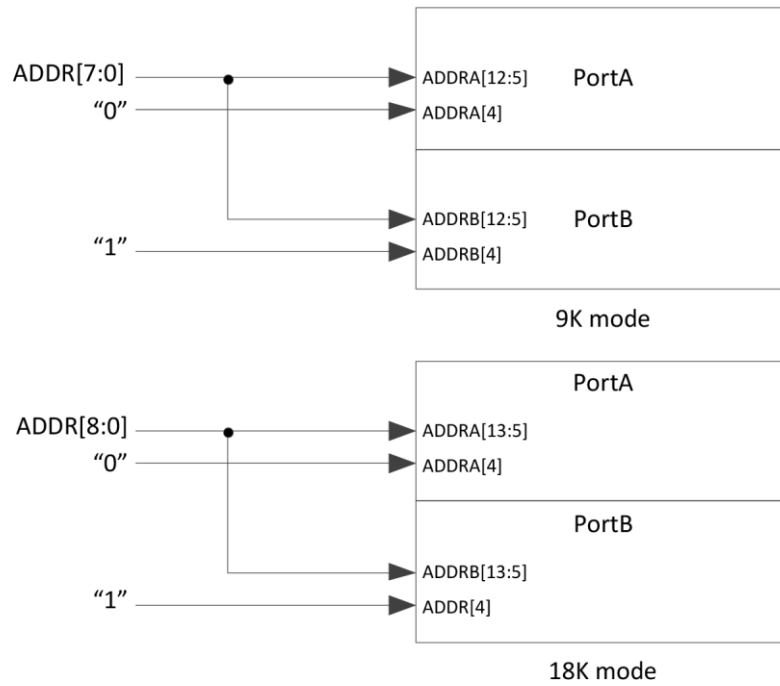 ADDR[7:0]
ADDRA[12:5]
PortA
“0”
ADDRA[4]
ADDRB[12:5]
PortB
“1”
ADDRB[4]
9K mode
PortA
ADDR[8:0]
ADDRA[13:5]
“0”
ADDRA[4]
PortB
ADDRB[13:5]
“1”
ADDR[4]
18K mode